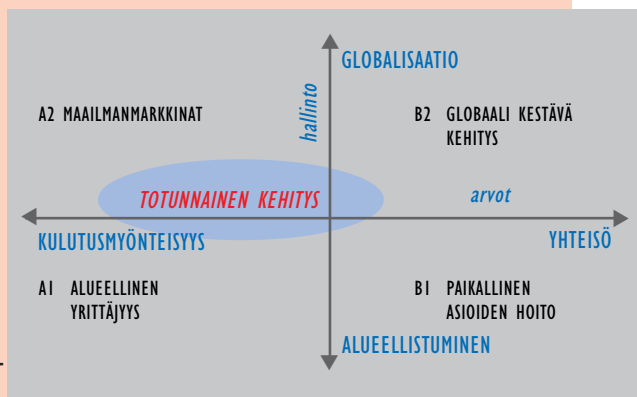 GLOBALISAATIO
hallinto
A2 MAAILMANMARKKINAT
B2 GLOBAALI KESTÄVÄ
KEHITYS
TOTUNNAINEN KEHITYS
arvot
KULUTUSMYÖNTEISYYS
YHTEISÖ
A1 ALUEELLINEN
YRITTÄJYYS
B1 PAIKALLINEN
ASIOIDEN HOITO
ALUEELLISTUMINEN